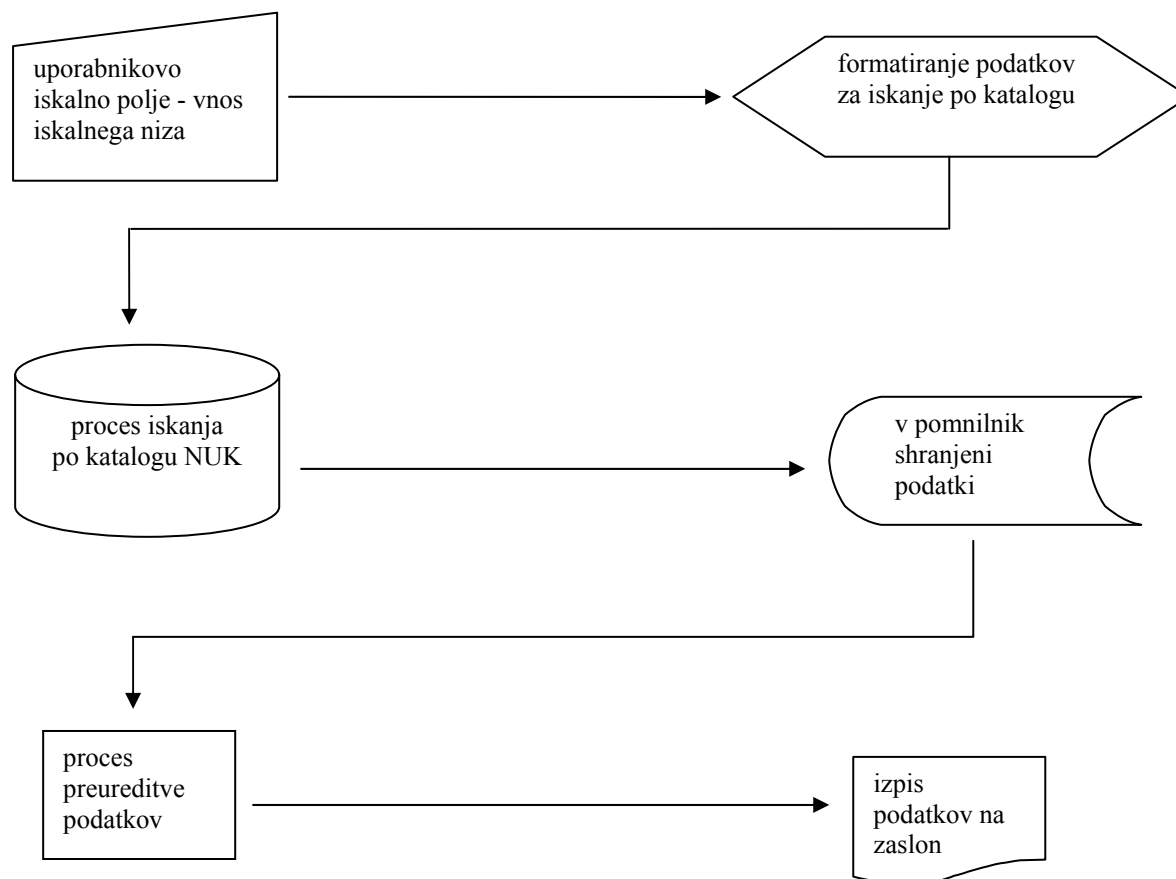 uporabnikovo
iskalno polje - vnos
iskalnega niza
formatiranje podatkov
za iskanje po katalogu
proces iskanja
po katalogu NUK
v pomnilnik
shranjeni
podatki
proces
preureditve
podatkov
izpis
podatkov na
zaslon